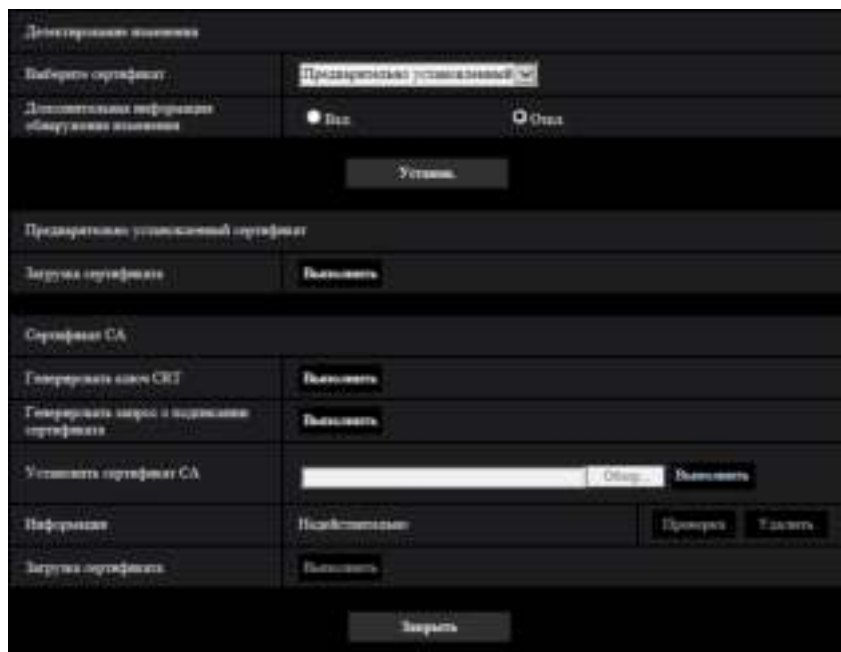 Детектирование изменения
Выберите сертификат
Предварительно установленный
Дополнительная информация
обнаружения изменения
Вкл.
Откл.
Установ.
Предварительно установленный сертификат
Загрузка сертификата
Выполнить
Сертификат CA
Генерировать ключ CRT
Выполнить
Генерировать запрос о подписании
сертификата
Выполнить
Установить сертификат CA
Обзор...
Выполнить
Информация
Недействительно
Проверка
Удалить
Загрузка сертификата
Выполнить
Закрыть